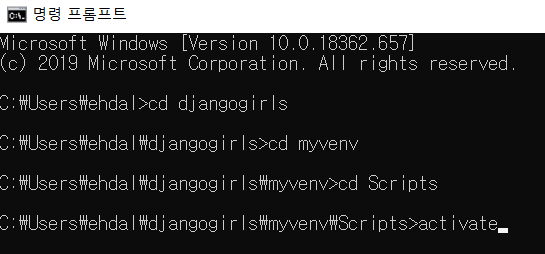 명령 프롬프트
Microsoft Windows [Version 10.0.18362.657]
(c) 2019 Microsoft Corporation. All rights reserved.
C:₩Users₩ehdal>cd djangogirls
C:₩Users₩ehdal₩djangogirls>cd myvenv
C:₩Users₩ehdal₩djangogirls₩myvenv>cd Scripts
C:₩Users₩ehdal₩djangogirls₩myvenv₩Scripts>activate